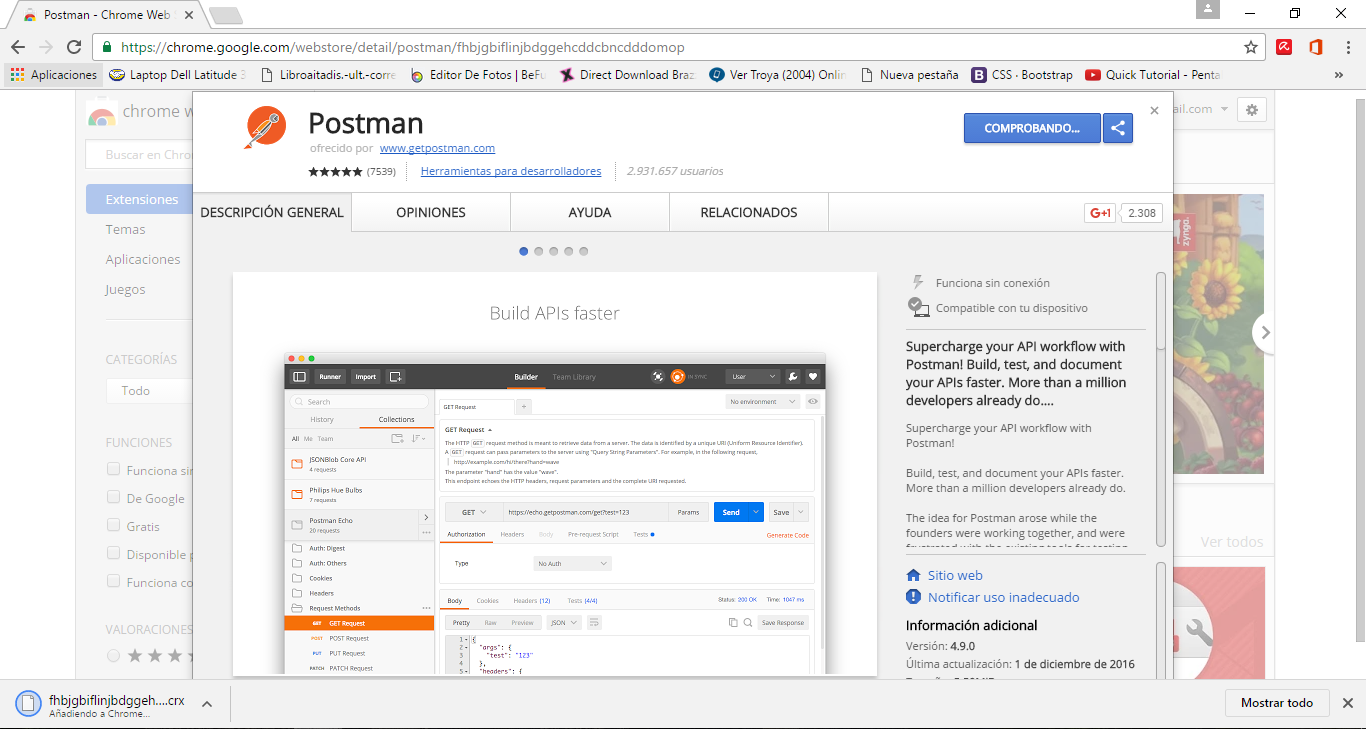 Postman - Chrome Web
https://chrome.google.com/webstore/detail/postman/fhbjgbiflinjbdggehcddcbncdddomop
Aplicaciones
Laptop Dell Latitude 3
Libroaitadis.-ult.-corre
Editor De Fotos | BeFu
Direct Download Braz
Ver Troya (2004) Onlin
Nueva pestaña
CSS · Bootstrap
Quick Tutorial - Penta
»
chrome w
ail.com
Buscar en Chro
Extensiones
Temas
Aplicaciones
Juegos
CATEGORÍAS
Todo
FUNCIONES
Funciona sin
De Google
Gratis
Disponible p
Funciona co
VALORACIONES
Postman
ofrecido por www.getpostman.com
(7539)
Herramientas para desarrolladores
2.931.657 usuarios
COMPROBANDO...
DESCRIPCIÓN GENERAL
OPINIONES
AYUDA
RELACIONADOS
G+1
2.308
zynga
Build APIs faster
Runner
Import
Builder
Team Library
IN SYNC
User
Search
History
Collections
All Me Team
JSONBlob Core API
4 requests
Philips Hue Bulbs
7 requests
Postman Echo
20 requests
Auth: Digest
Auth: Others
Cookies
Headers
Request Methods
GET GET Request
POST POST Request
PUT PUT Request
PATCH PATCH Request
GET Request
No environment
GET Request
The HTTP GET request method is meant to retrieve data from a server. The data is identified by a unique URI (Uniform Resource Identifier).
A GET request can pass parameters to the server using "Query String Parameters". For example, in the following request,
http://example.com/hi/there?hand=wave
The parameter "hand" has the value "wave".
This endpoint echoes the HTTP headers, request parameters and the complete URI requested.
GET
https://echo.getpostman.com/get?test=123
Params
Send
Save
Authorization
Headers
Body
Pre-request Script
Tests
Generate Code
Type
No Auth
Body
Cookies
Headers (12)
Tests (4/4)
Status: 200 OK
Time: 1047 ms
Pretty
Raw
Preview
JSON
Save Response
1 {
2 "args": {
3 "test": "123"
4 },
5 "headers": {
Funciona sin conexión
Compatible con tu dispositivo
Supercharge your API workflow with
Postman! Build, test, and document
your APIs faster. More than a million
developers already do....
Supercharge your API workflow with
Postman!
Build, test, and document your APIs faster.
More than a million developers already do.
The idea for Postman arose while the
founders were working together, and were
frustrated with the existing tools for testing
Sitio web
Notificar uso inadecuado
Información adicional
Versión: 4.9.0
Última actualización: 1 de diciembre de 2016
Ver todos
fhbjgbiflinjbdggeh....crx
Añadiendo a Chrome...
Mostrar todo